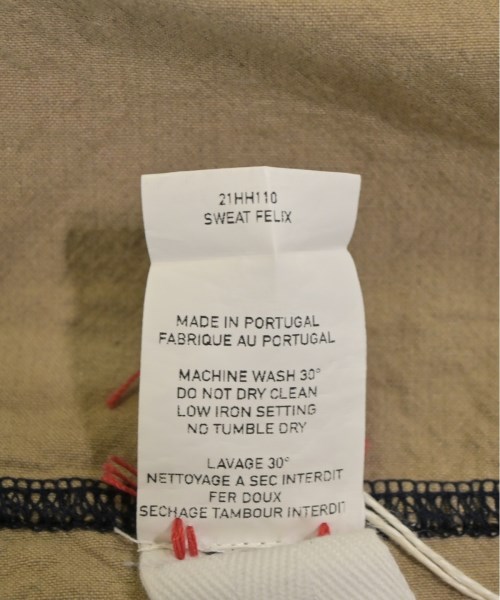 21HH110
SWEAT FELIX
MADE IN PORTUGAL
FABRIQUE AU PORTUGAL
MACHINE WASH 30°
DO NOT DRY CLEAN
LOW IRON SETTING
NO TUMBLE DRY
LAVAGE 30°
NETTOYAGE A SEC INTERDIT
FER DOUX
SECHAGE TAMBOUR INTERDIT